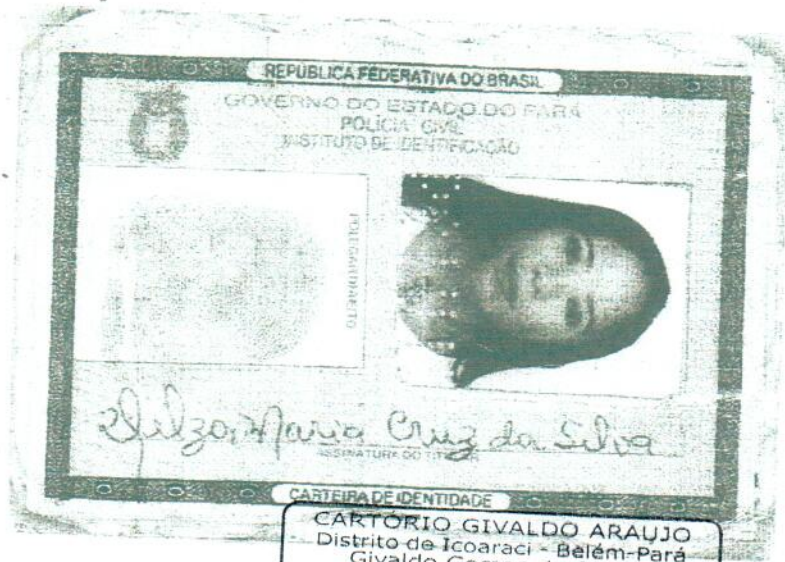 REPÚBLICA FEDERATIVA DO BRASIL
GOVERNO DO ESTADO DO PARÁ
POLÍCIA CIVIL
INSTITUTO DE IDENTIFICAÇÃO
POLEGAR DIREITO
Maria Cruz da Silva
ASSINATURA DO TITULAR
CARTEIRA DE IDENTIDADE
CARTÓRIO GIVALDO ARAUJO
Distrito de Icoaraci - Belém-Pará
Givaldo